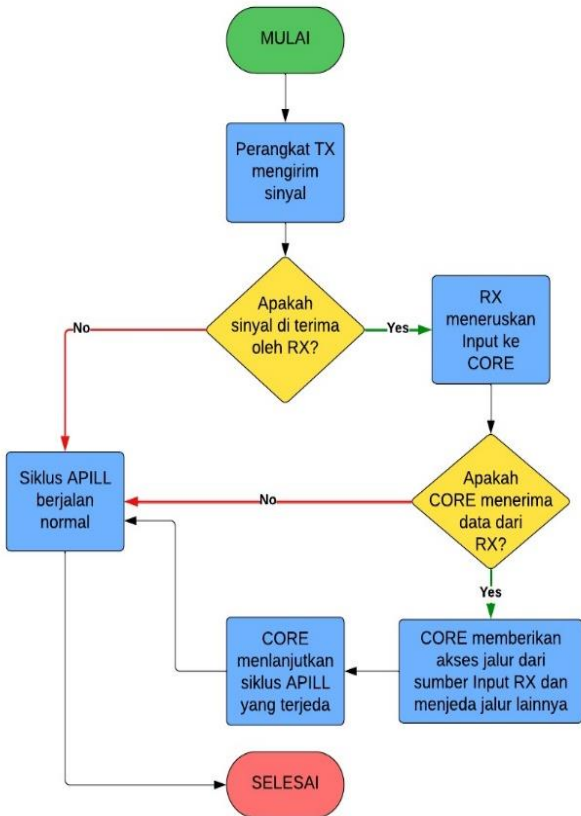 MULAI
Perangkat TX
mengirim
sinyal
Apakah
sinyal di terima
oleh RX?
No
Yes
RX
meneruskan
Input ke
CORE
Siklus APILL
berjalan
normal
No
Apakah
CORE menerima
data dari
RX?
Yes
CORE
menlanjutkan
siklus APILL
yang terjeda
CORE memberikan
akses jalur dari
sumber Input RX dan
menjeda jalur lainnya
SELESAI